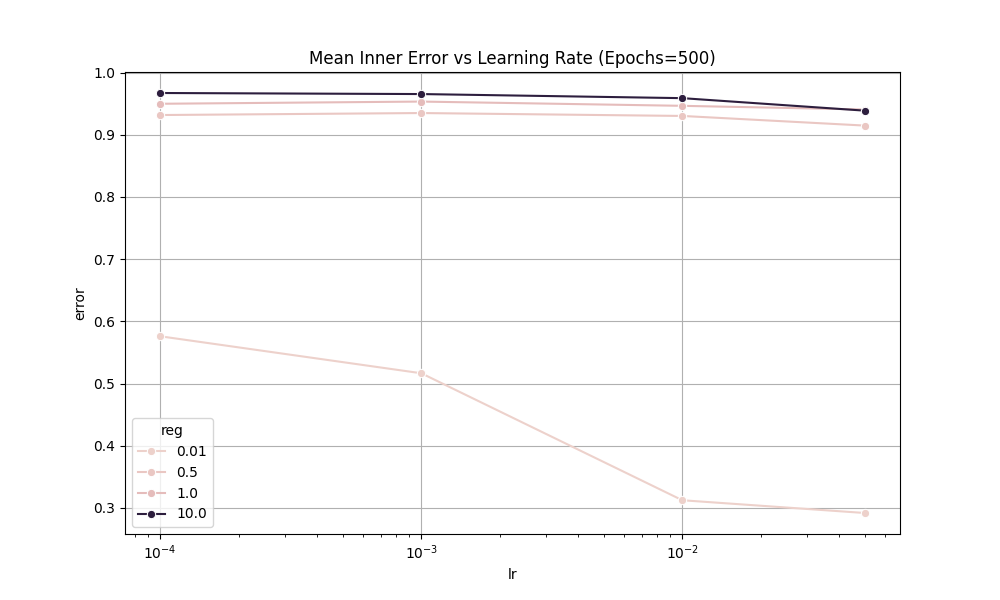 Mean Inner Error vs Learning Rate (Epochs=500)
1.0
0.9
0.8
0.7
0.6
0.5
0.4
0.3
error
reg
0.01
0.5
1.0
10.0
10⁻⁴ 10⁻³ 10⁻²
lr